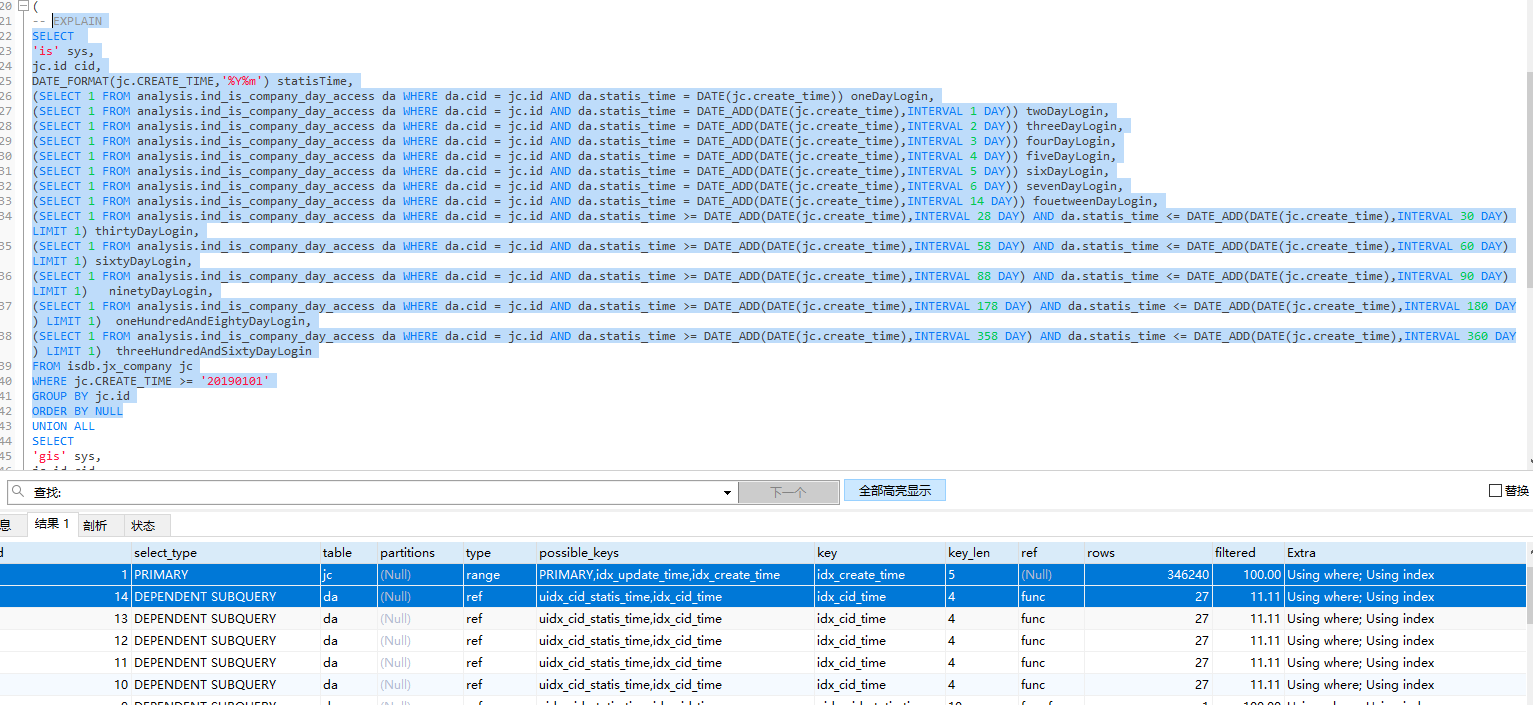 20 (
21 -- EXPLAIN
22 SELECT
23 'is' sys,
24 jc.id cid,
25 DATE_FORMAT(jc.CREATE_TIME,'%Y%m') statisTime,
26 (SELECT 1 FROM analysis.ind_is_company_day_access da WHERE da.cid = jc.id AND da.statis_time = DATE(jc.create_time)) oneDayLogin,
27 (SELECT 1 FROM analysis.ind_is_company_day_access da WHERE da.cid = jc.id AND da.statis_time = DATE_ADD(DATE(jc.create_time),INTERVAL 1 DAY)) twoDayLogin,
28 (SELECT 1 FROM analysis.ind_is_company_day_access da WHERE da.cid = jc.id AND da.statis_time = DATE_ADD(DATE(jc.create_time),INTERVAL 2 DAY)) threeDayLogin,
29 (SELECT 1 FROM analysis.ind_is_company_day_access da WHERE da.cid = jc.id AND da.statis_time = DATE_ADD(DATE(jc.create_time),INTERVAL 3 DAY)) fourDayLogin,
30 (SELECT 1 FROM analysis.ind_is_company_day_access da WHERE da.cid = jc.id AND da.statis_time = DATE_ADD(DATE(jc.create_time),INTERVAL 4 DAY)) fiveDayLogin,
31 (SELECT 1 FROM analysis.ind_is_company_day_access da WHERE da.cid = jc.id AND da.statis_time = DATE_ADD(DATE(jc.create_time),INTERVAL 5 DAY)) sixDayLogin,
32 (SELECT 1 FROM analysis.ind_is_company_day_access da WHERE da.cid = jc.id AND da.statis_time = DATE_ADD(DATE(jc.create_time),INTERVAL 6 DAY)) sevenDayLogin,
33 (SELECT 1 FROM analysis.ind_is_company_day_access da WHERE da.cid = jc.id AND da.statis_time = DATE_ADD(DATE(jc.create_time),INTERVAL 14 DAY)) fouetweenDayLogin,
34 (SELECT 1 FROM analysis.ind_is_company_day_access da WHERE da.cid = jc.id AND da.statis_time >= DATE_ADD(DATE(jc.create_time),INTERVAL 28 DAY) AND da.statis_time <= DATE_ADD(DATE(jc.create_time),INTERVAL 30 DAY)
LIMIT 1) thirtyDayLogin,
35 (SELECT 1 FROM analysis.ind_is_company_day_access da WHERE da.cid = jc.id AND da.statis_time >= DATE_ADD(DATE(jc.create_time),INTERVAL 58 DAY) AND da.statis_time <= DATE_ADD(DATE(jc.create_time),INTERVAL 60 DAY)
LIMIT 1) sixtyDayLogin,
36 (SELECT 1 FROM analysis.ind_is_company_day_access da WHERE da.cid = jc.id AND da.statis_time >= DATE_ADD(DATE(jc.create_time),INTERVAL 88 DAY) AND da.statis_time <= DATE_ADD(DATE(jc.create_time),INTERVAL 90 DAY)
LIMIT 1) ninetyDayLogin,
37 (SELECT 1 FROM analysis.ind_is_company_day_access da WHERE da.cid = jc.id AND da.statis_time >= DATE_ADD(DATE(jc.create_time),INTERVAL 178 DAY) AND da.statis_time <= DATE_ADD(DATE(jc.create_time),INTERVAL 180 DAY
) LIMIT 1) oneHundredAndEightyDayLogin,
38 (SELECT 1 FROM analysis.ind_is_company_day_access da WHERE da.cid = jc.id AND da.statis_time >= DATE_ADD(DATE(jc.create_time),INTERVAL 358 DAY) AND da.statis_time <= DATE_ADD(DATE(jc.create_time),INTERVAL 360 DAY
) LIMIT 1) threeHundredAndSixtyDayLogin
39 FROM isdb.jx_company jc
40 WHERE jc.CREATE_TIME >= '20190101'
41 GROUP BY jc.id
42 ORDER BY NULL
43 UNION ALL
44 SELECT
45 'gis' sys,
查找: 下一个 全部高亮显示 替换
息 结果 1 剖析 状态
select_type table partitions type possible_keys key key_len ref rows filtered Extra
1 PRIMARY jc (Null) range PRIMARY,idx_update_time,idx_create_time idx_create_time 5 (Null) 346240 100.00 Using where; Using index
14 DEPENDENT SUBQUERY da (Null) ref uidx_cid_statis_time,idx_cid_time idx_cid_time 4 func 27 11.11 Using where; Using index
13 DEPENDENT SUBQUERY da (Null) ref uidx_cid_statis_time,idx_cid_time idx_cid_time 4 func 27 11.11 Using where; Using index
12 DEPENDENT SUBQUERY da (Null) ref uidx_cid_statis_time,idx_cid_time idx_cid_time 4 func 27 11.11 Using where; Using index
11 DEPENDENT SUBQUERY da (Null) ref uidx_cid_statis_time,idx_cid_time idx_cid_time 4 func 27 11.11 Using where; Using index
10 DEPENDENT SUBQUERY da (Null) ref uidx_cid_statis_time,idx_cid_time idx_cid_time 4 func 27 11.11 Using where; Using index